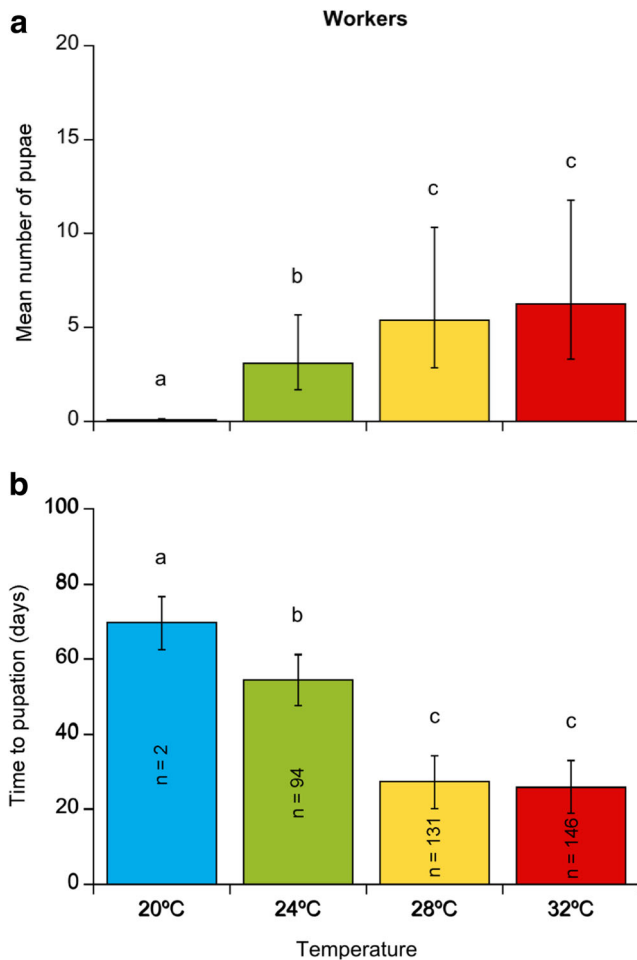 a
Workers
20
15
10
5
0
Mean number of pupae
a
b
c
c
b
100
80
60
40
20
0
Time to pupation (days)
a
b
c
c
n = 2
n = 94
n = 131
n = 146
20ºC
24ºC
28ºC
32ºC
Temperature